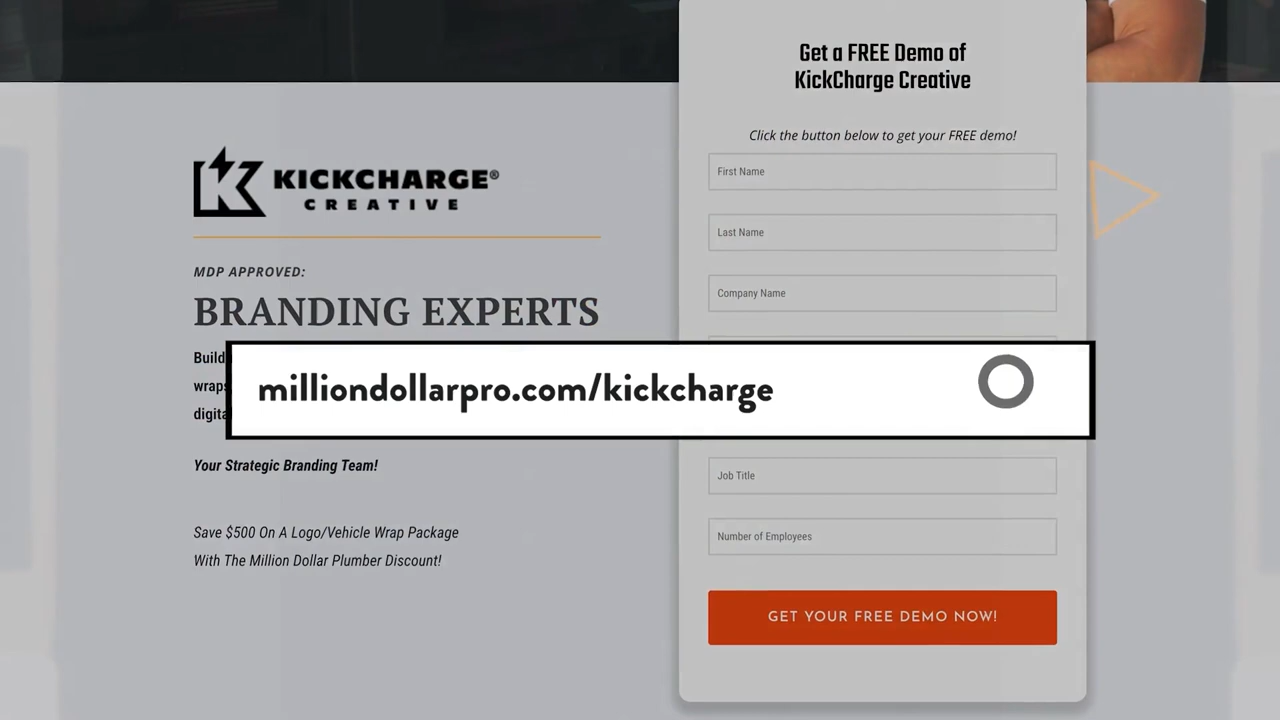 KICKCHARGE®
CREATIVE
MDP APPROVED:
BRANDING EXPERTS
Build
wraps,
digita
Your Strategic Branding Team!
Save $500 On A Logo/Vehicle Wrap Package
With The Million Dollar Plumber Discount!
milliondollarpro.com/kickcharge
Get a FREE Demo of
KickCharge Creative
Click the button below to get your FREE demo!
First Name
Last Name
Company Name
Job Title
Number of Employees
GET YOUR FREE DEMO NOW!